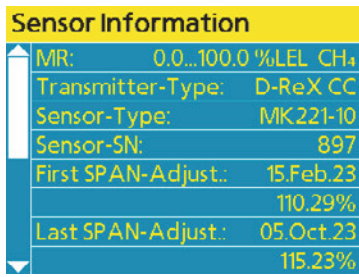 Sensor Information
MR: 0.0...100.0 %LEL CH₄
Transmitter-Type: D-ReX CC
Sensor-Type: MK221-10
Sensor-SN: 897
First SPAN-Adjust.: 15.Feb.23
110.29%
Last SPAN-Adjust.: 05.Oct.23
115.23%